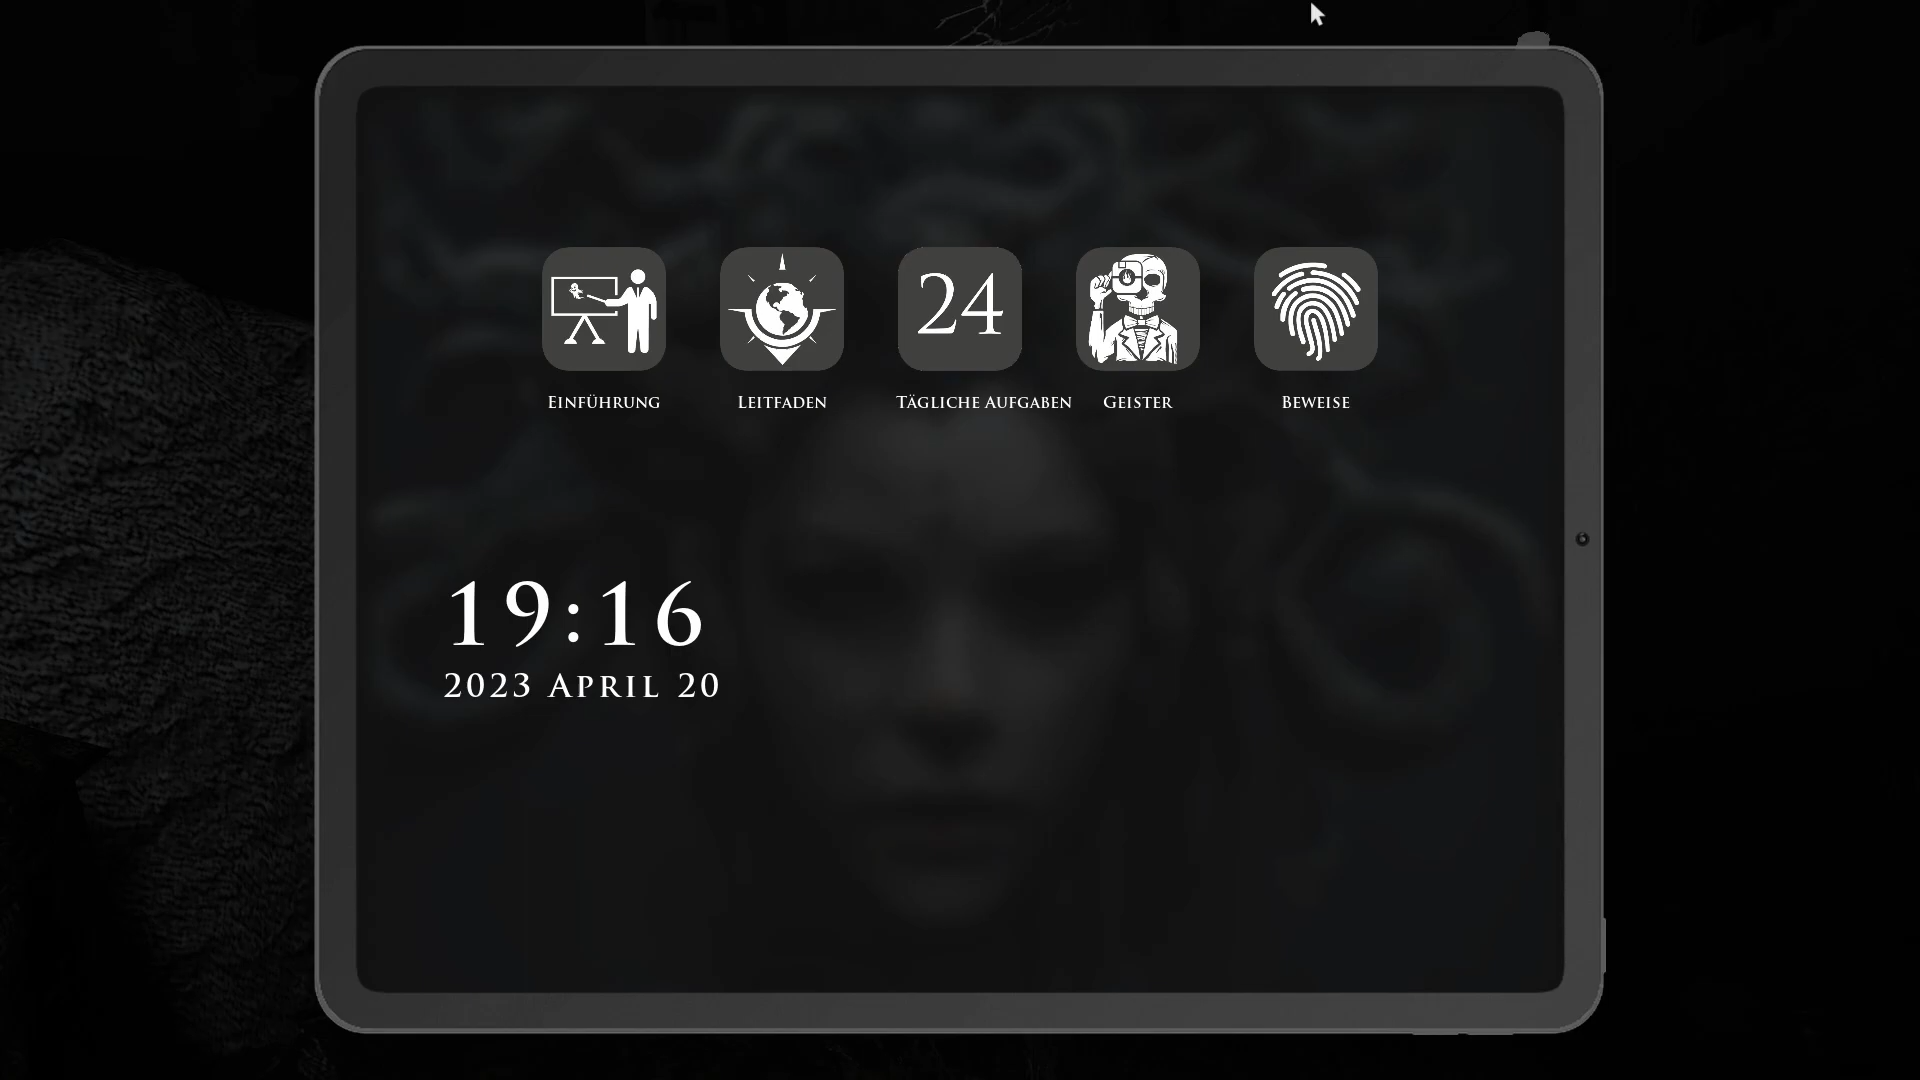 24
EINFÜHRUNG
LEITFADEN
TÄGLICHE AUFGABEN
GEISTER
BEWEISE
19:16
2023 APRIL 20